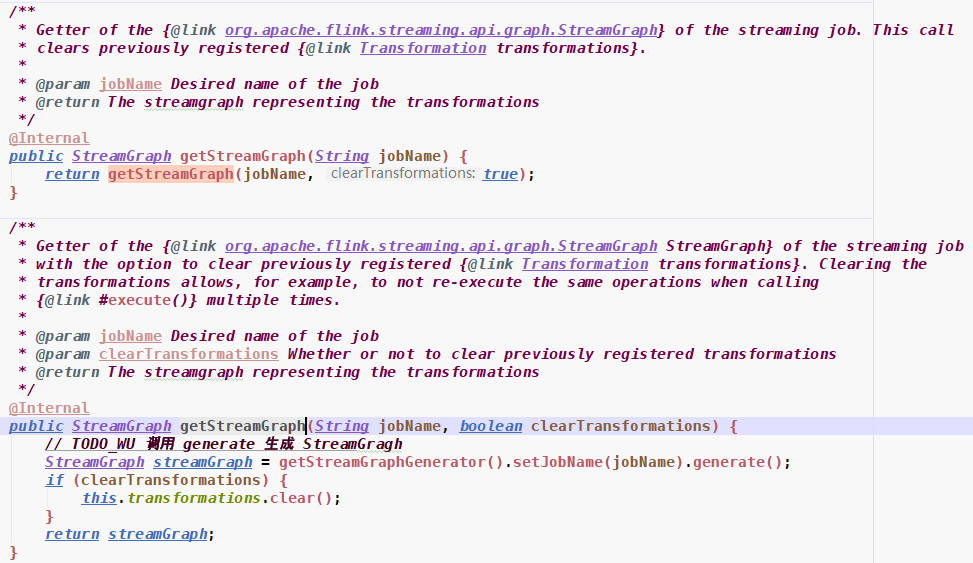 /**
 * Getter of the {@link org.apache.flink.streaming.api.graph.StreamGraph} of the streaming job. This call
 * clears previously registered {@link Transformation transformations}.
 *
 * @param jobName Desired name of the job
 * @return The streamgraph representing the transformations
 */
@Internal
public StreamGraph getStreamGraph(String jobName) {
    return getStreamGraph(jobName, clearTransformations: true);
}
/**
 * Getter of the {@link org.apache.flink.streaming.api.graph.StreamGraph StreamGraph} of the streaming job
 * with the option to clear previously registered {@link Transformation transformations}. Clearing the
 * transformations allows, for example, to not re-execute the same operations when calling
 * {@link #execute()} multiple times.
 *
 * @param jobName Desired name of the job
 * @param clearTransformations Whether or not to clear previously registered transformations
 * @return The streamgraph representing the transformations
 */
@Internal
public StreamGraph getStreamGraph(String jobName, boolean clearTransformations) {
    // TODO_WU 调用 generate 生成 StreamGragh
    StreamGraph streamGraph = getStreamGraphGenerator().setJobName(jobName).generate();
    if (clearTransformations) {
        this.transformations.clear();
    }
    return streamGraph;
}